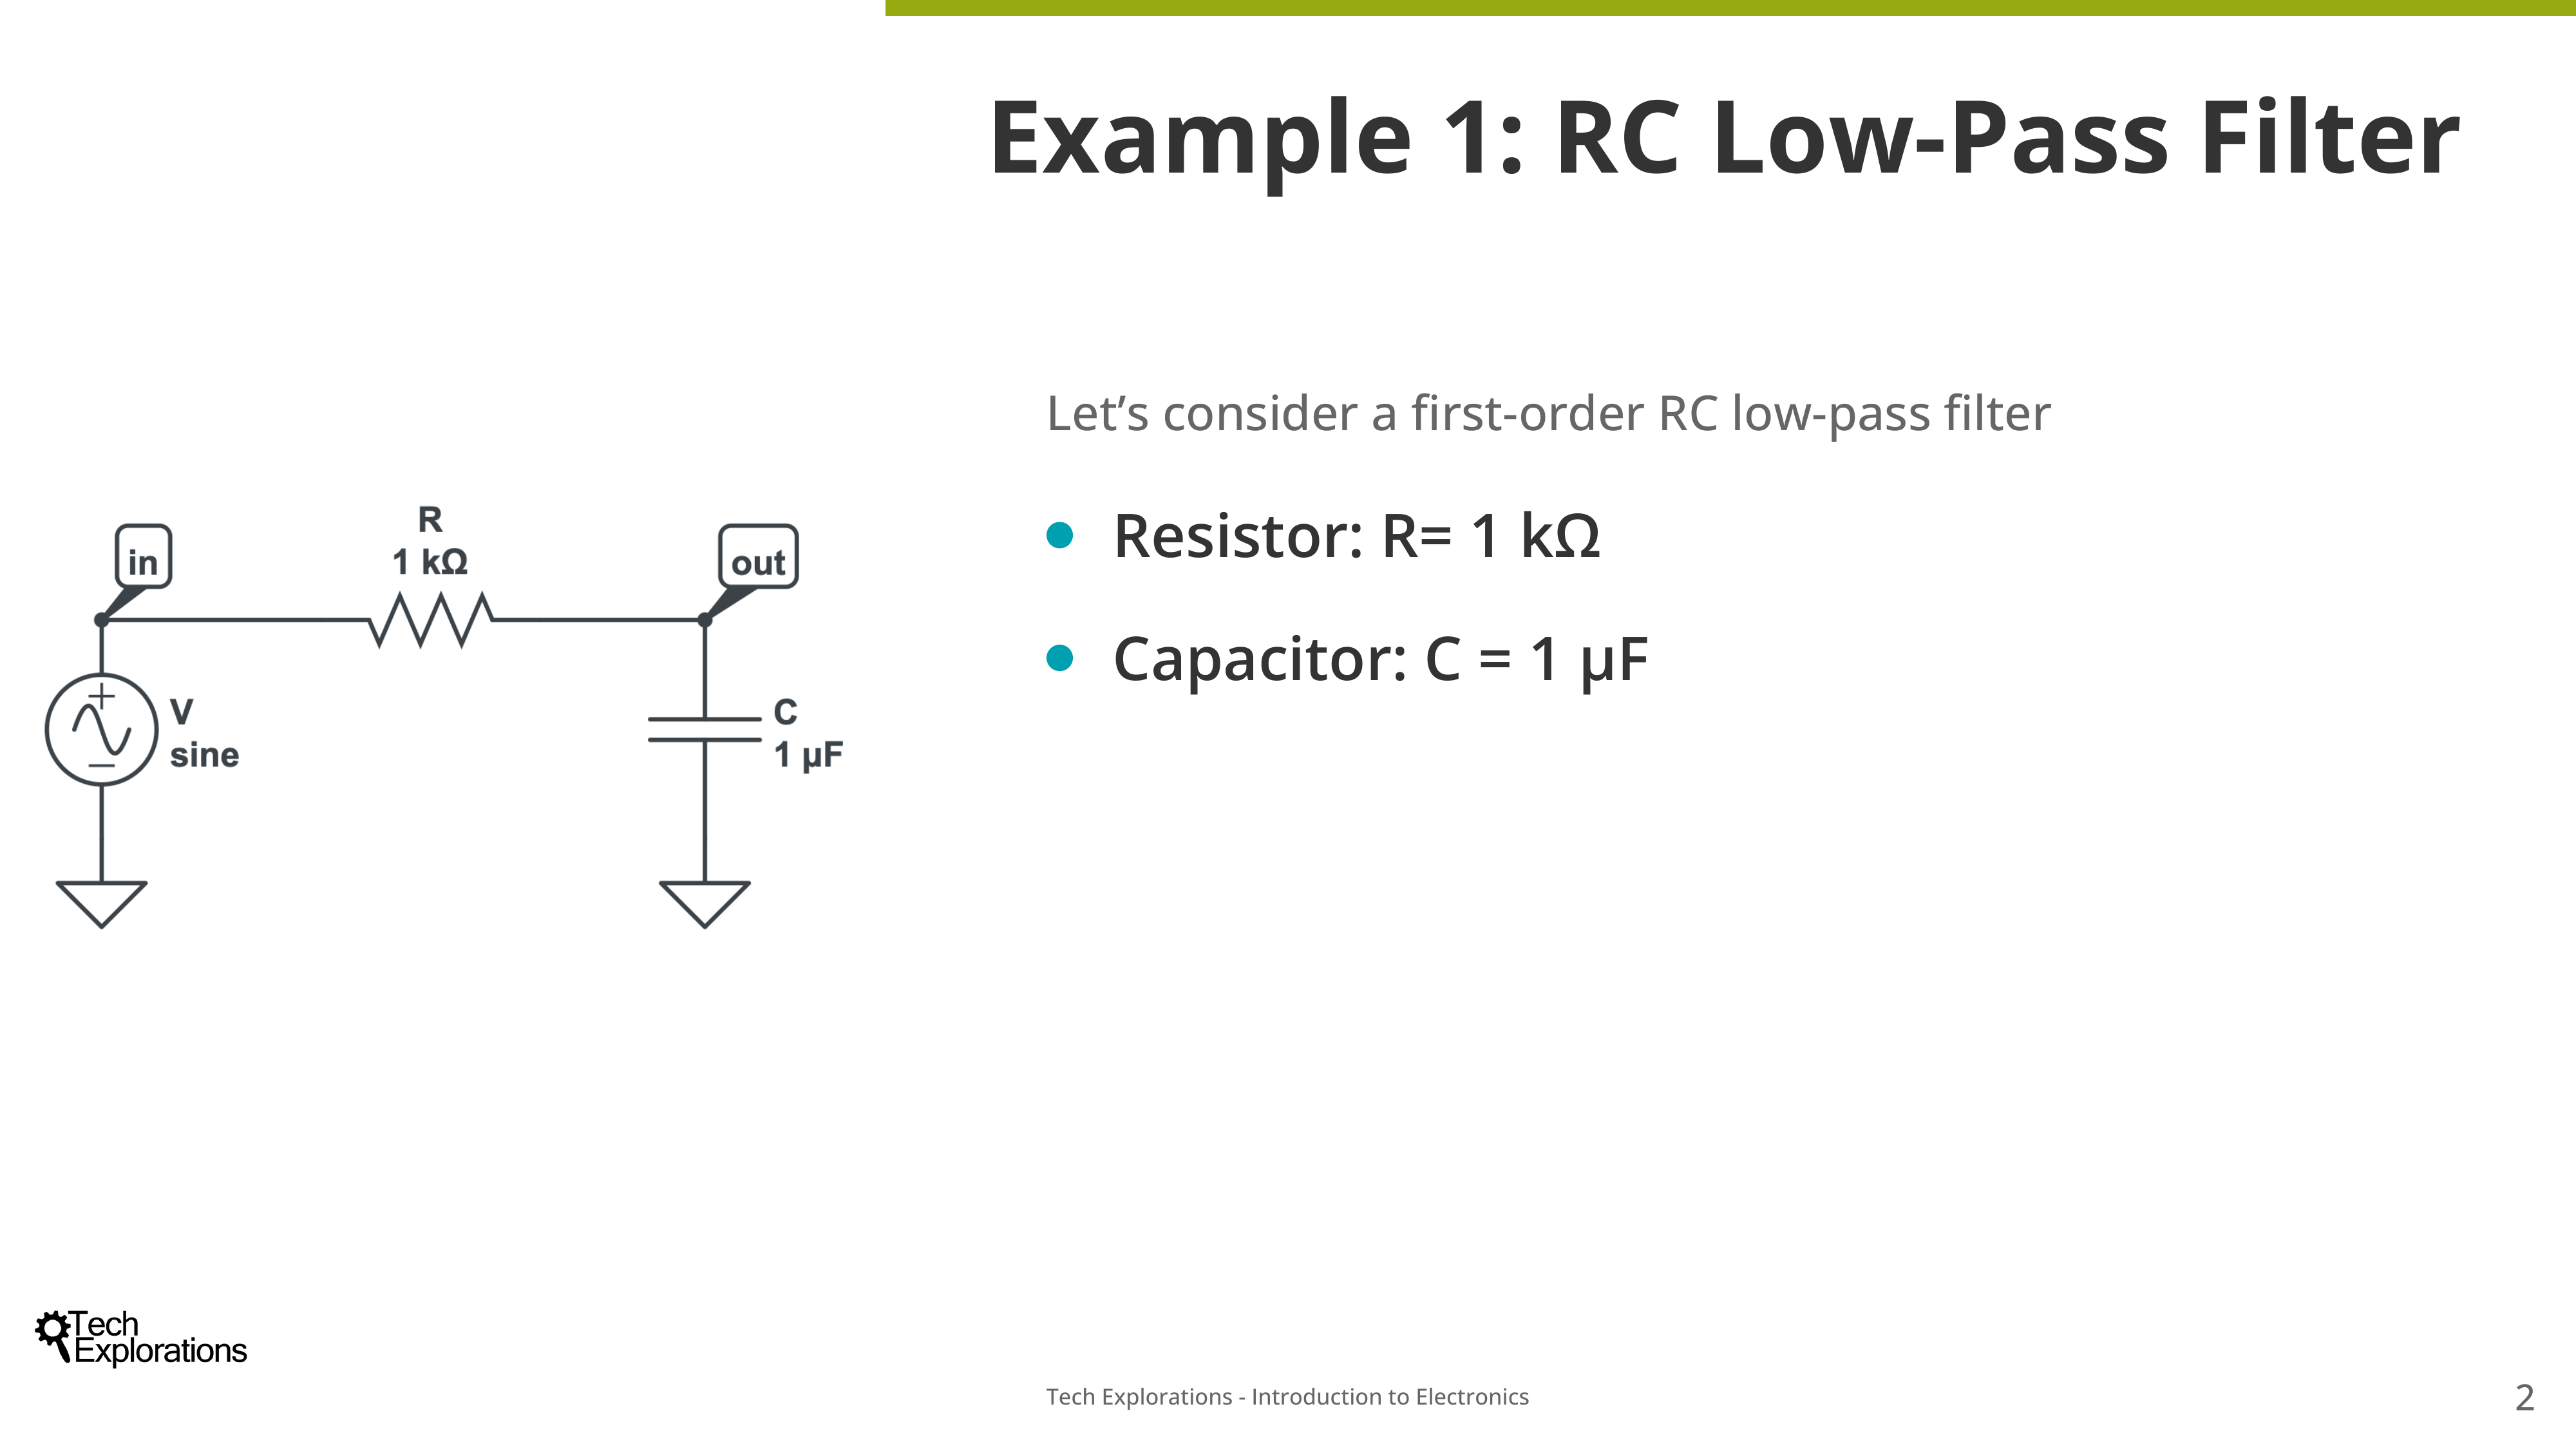 Example 1: RC Low-Pass Filter
Let’s consider a first-order RC low-pass filter
Resistor: R= 1 kΩ
Capacitor: C = 1 µF
in
R
1 kΩ
out
V
sine
C
1 µF
Tech
Explorations
Tech Explorations - Introduction to Electronics
2